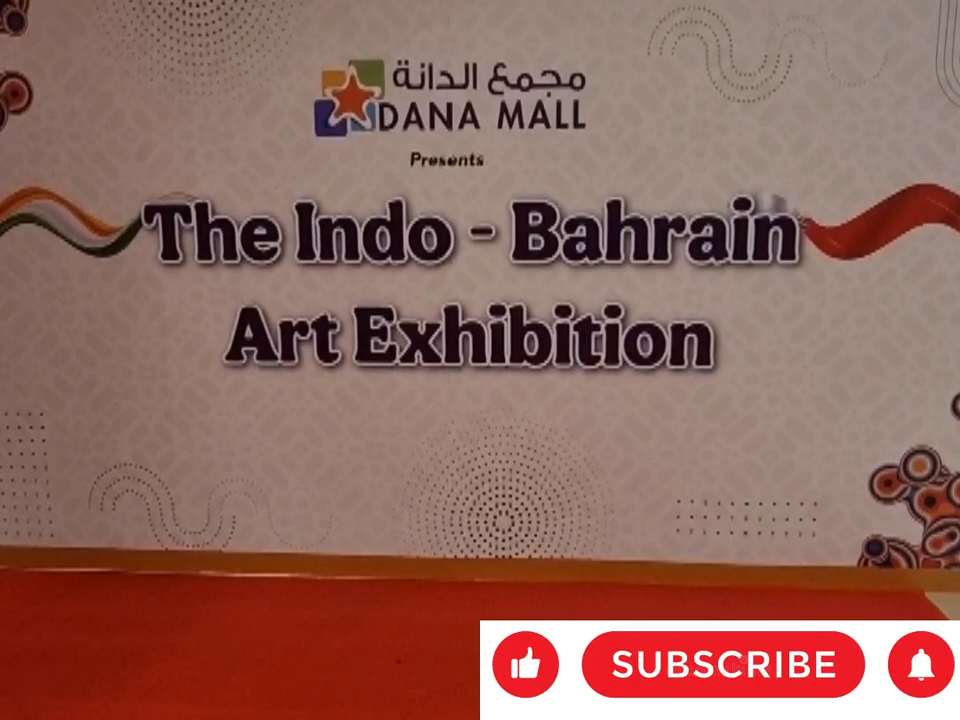 مجمع الدانة
DANA MALL
Presents
The Indo - Bahrain
Art Exhibition
SUBSCRIBE